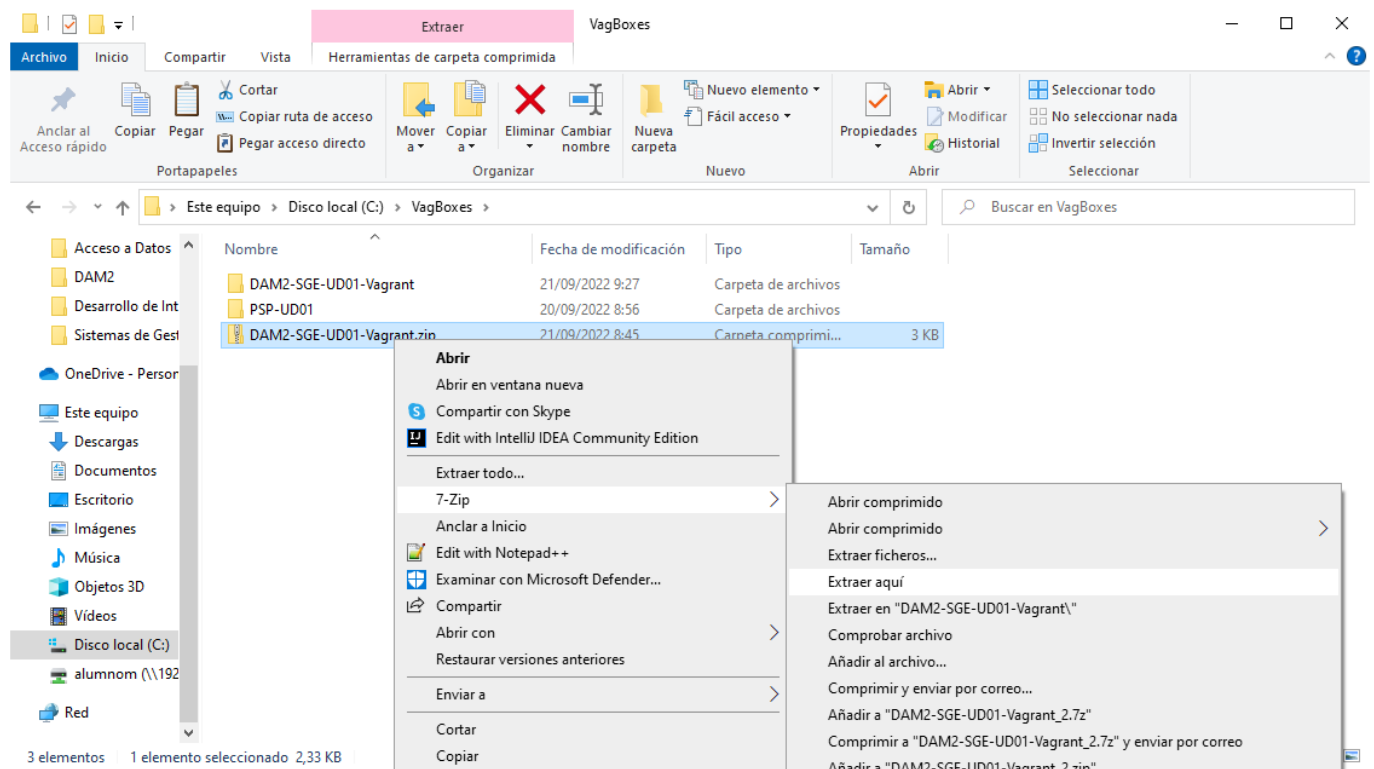 Extraer
VagBoxes
Archivo
Inicio
Compartir
Vista
Herramientas de carpeta comprimida
Anclar al
Acceso rápido
Copiar
Pegar
Cortar
Copiar ruta de acceso
Pegar acceso directo
Portapapeles
Mover
a
Copiar
a
Eliminar
Cambiar
nombre
Organizar
Nueva
carpeta
Nuevo elemento
Fácil acceso
Nuevo
Propiedades
Abrir
Modificar
Historial
Abrir
Seleccionar todo
No seleccionar nada
Invertir selección
Seleccionar
Este equipo > Disco local (C:) > VagBoxes >
Buscar en VagBoxes
Acceso a Datos
DAM2
Desarrollo de Int
Sistemas de Gest
OneDrive - Person
Este equipo
Descargas
Documentos
Escritorio
Imágenes
Música
Objetos 3D
Vídeos
Disco local (C:)
alumnom (\\192
Red
Nombre
Fecha de modificación
Tipo
Tamaño
DAM2-SGE-UD01-Vagrant
21/09/2022 9:27
Carpeta de archivos
PSP-UD01
20/09/2022 8:56
Carpeta de archivos
DAM2-SGE-UD01-Vagrant.zip
21/09/2022 8:45
Carpeta comprimi...
3 KB
Abrir
Abrir en ventana nueva
Compartir con Skype
Edit with IntelliJ IDEA Community Edition
Extraer todo...
7-Zip
Anclar a Inicio
Edit with Notepad++
Examinar con Microsoft Defender...
Compartir
Abrir con
Restaurar versiones anteriores
Enviar a
Cortar
Copiar
Abrir comprimido
Abrir comprimido
Extraer ficheros...
Extraer aquí
Extraer en "DAM2-SGE-UD01-Vagrant\"
Comprobar archivo
Añadir al archivo...
Comprimir y enviar por correo...
Añadir a "DAM2-SGE-UD01-Vagrant_2.7z"
Comprimir a "DAM2-SGE-UD01-Vagrant_2.7z" y enviar por correo
Añadir a "DAM2-SGE-UD01-Vagrant_2.zip"
3 elementos
1 elemento seleccionado 2,33 KB